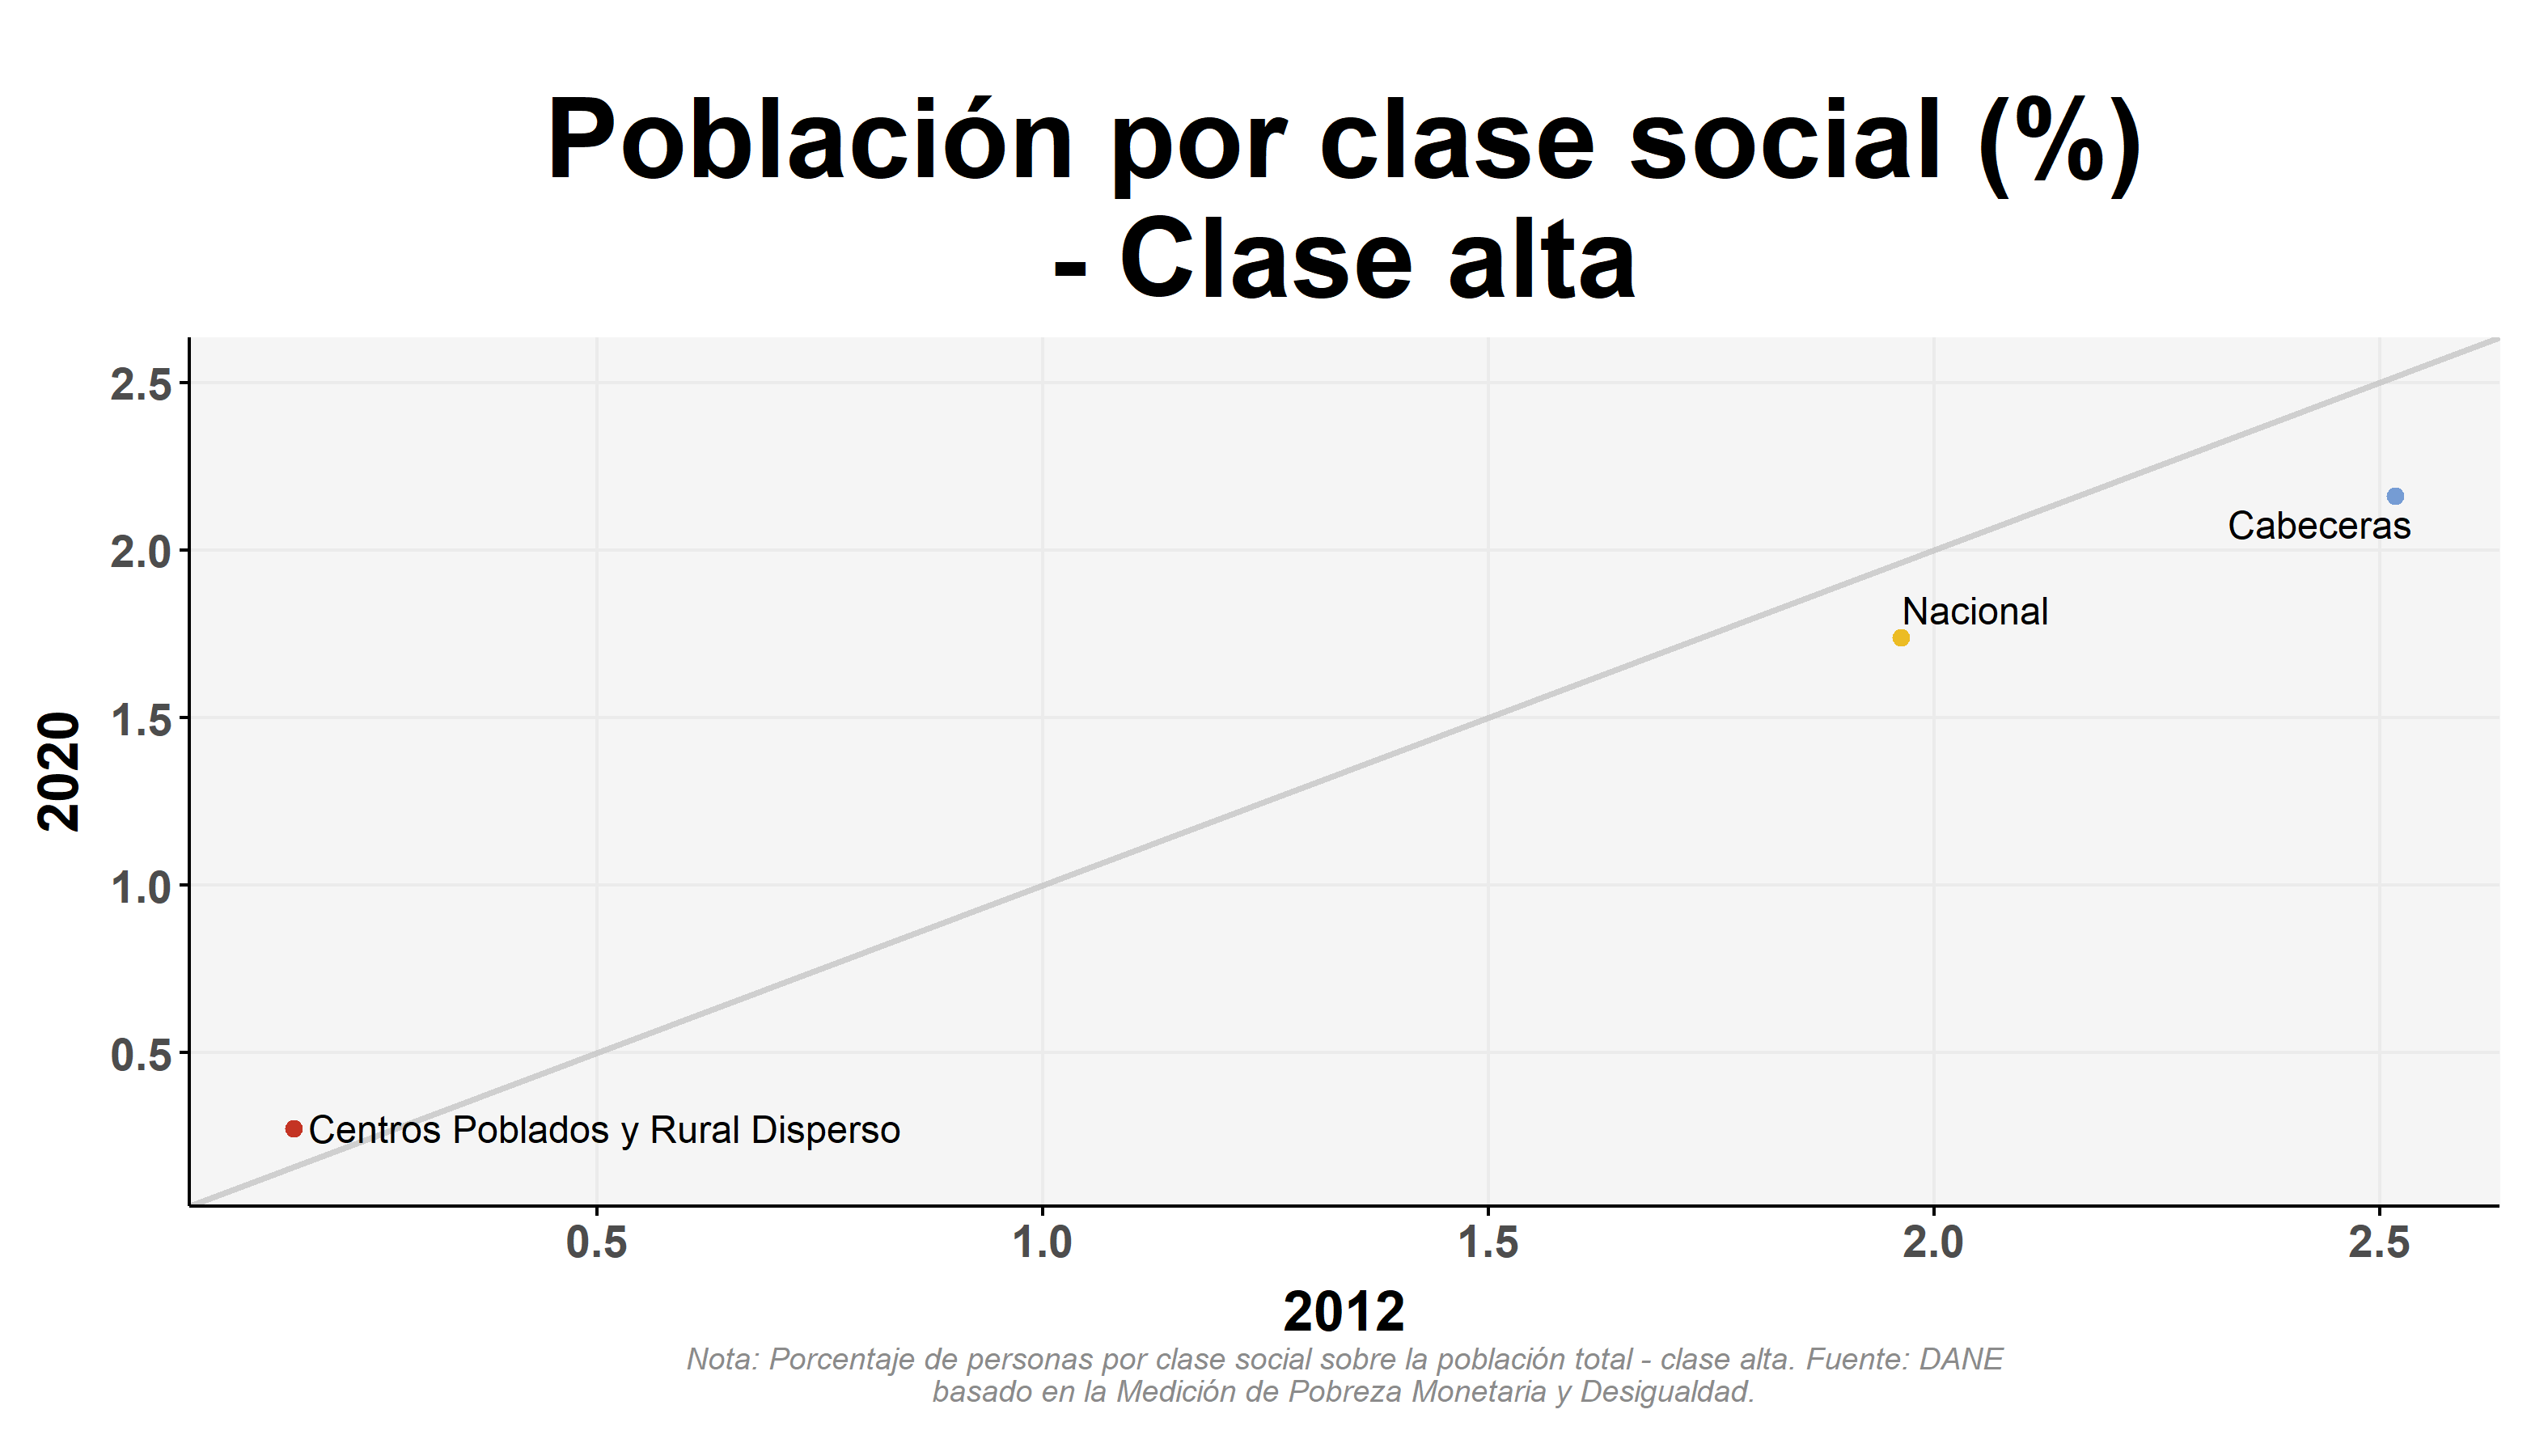 Población por clase social (%)
- Clase alta
2.5
2.0
1.5
1.0
0.5
2020
Cabeceras
Nacional
Centros Poblados y Rural Disperso
0.5
1.0
1.5
2.0
2.5
2012
Nota: Porcentaje de personas por clase social sobre la población total - clase alta. Fuente: DANE
basado en la Medición de Pobreza Monetaria y Desigualdad.